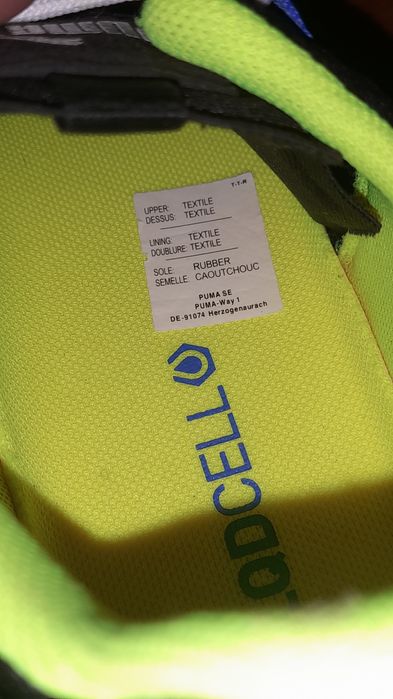 T-T-R
UPPER: TEXTILE
DESSUS: TEXTILE
LINING: TEXTILE
DOUBLURE: TEXTILE
SOLE: RUBBER
SEMELLE: CAOUTCHOUC
PUMA SE
PUMA-Way 1
DE-91074 Herzogenaurach
QDCELL